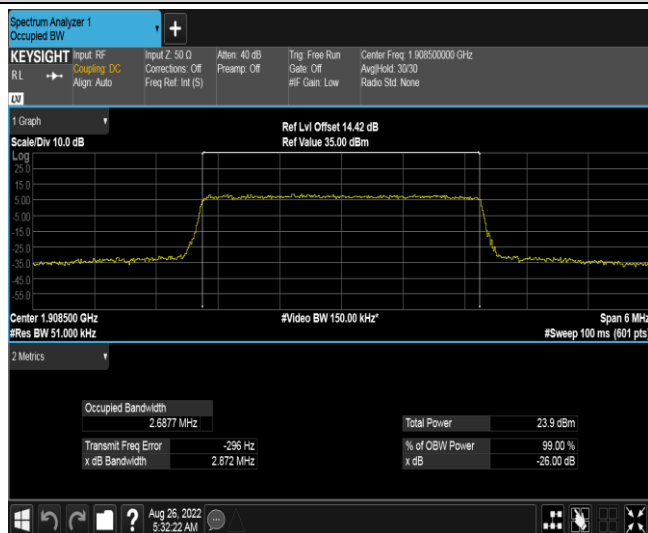 Spectrum Analyzer 1
Occupied BW
+
KEYSIGHT Input: RF Input Z: 50 Ω Atten: 40 dB Trig: Free Run Center Freq: 1.908500000 GHz
RL Coupling: DC Corrections: Off Preamp: Off Gate: Off Avg|Hold: 30/30
Align: Auto Freq Ref: Int (S) #IF Gain: Low Radio Std: None
LXI
1 Graph
Ref Lvl Offset 14.42 dB
Scale/Div 10.0 dB Ref Value 35.00 dBm
Log
25.0
15.0
5.00
-5.00
-15.0
-25.0
-35.0
-45.0
-55.0
Center 1.908500 GHz #Video BW 150.00 kHz* Span 6 MHz
#Res BW 51.000 kHz #Sweep 100 ms (601 pts)
2 Metrics
Occupied Bandwidth
2.6877 MHz Total Power 23.9 dBm
Transmit Freq Error -296 Hz % of OBW Power 99.00 %
x dB Bandwidth 2.872 MHz x dB -26.00 dB
? Aug 26, 2022
5:32:22 AM